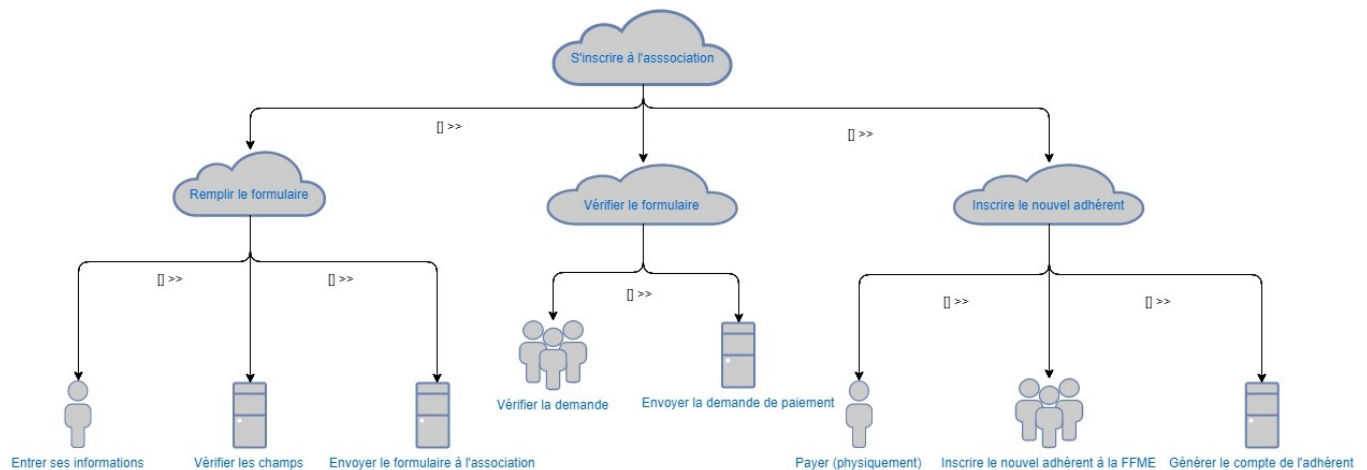 S'inscrire à l'asssociation
[] >>
[] >>
Remplir le formulaire
Vérifier le formulaire
Inscrire le nouvel adhérent
[] >>
[] >>
[] >>
[] >>
[] >>
Vérifier la demande
Envoyer la demande de paiement
Entrer ses informations
Vérifier les champs
Envoyer le formulaire à l'association
Payer (physiquement)
Inscrire le nouvel adhérent à la FFME
Générer le compte de l'adhérent